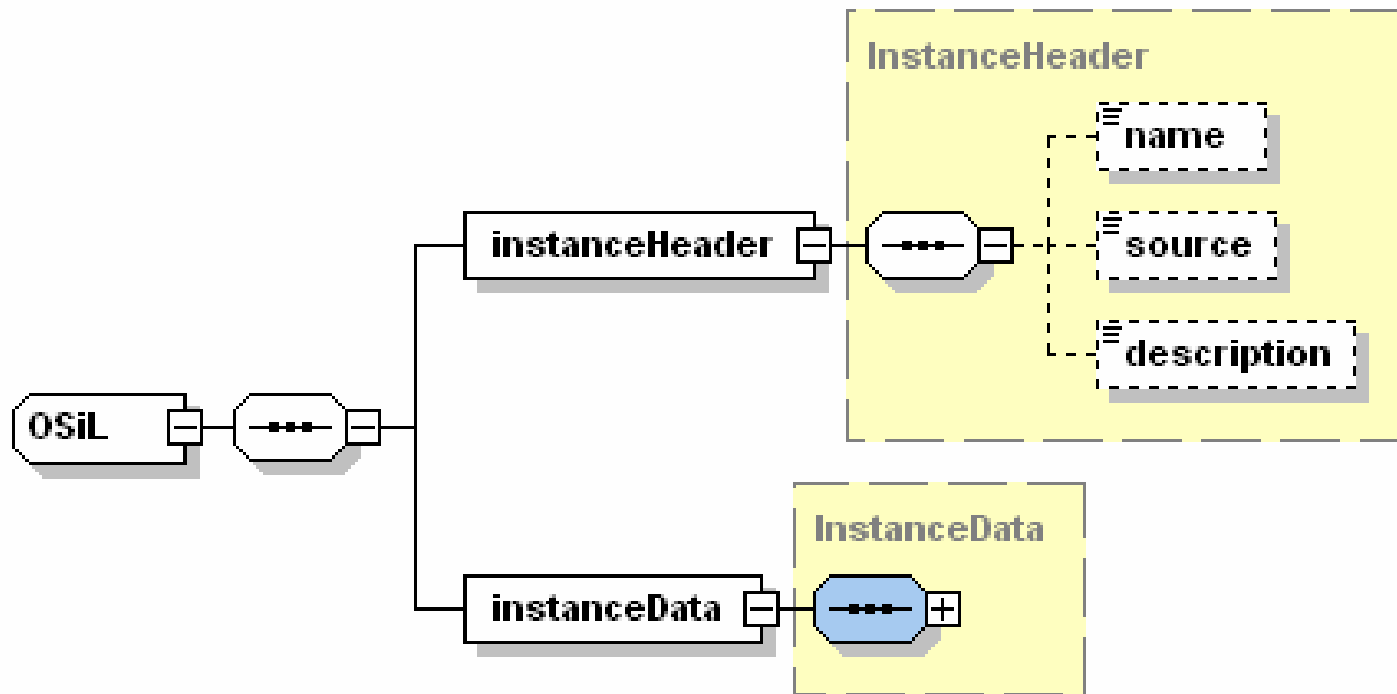 InstanceHeader
name
instanceHeader
source
description
OSiL
InstanceData
instanceData